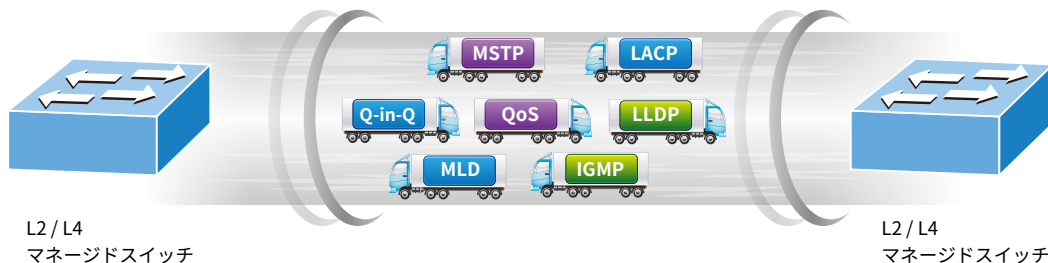 MSTP
LACP
Q-in-Q
QoS
LLDP
MLD
IGMP
L2 / L4
マネージドスイッチ
L2 / L4
マネージドスイッチ